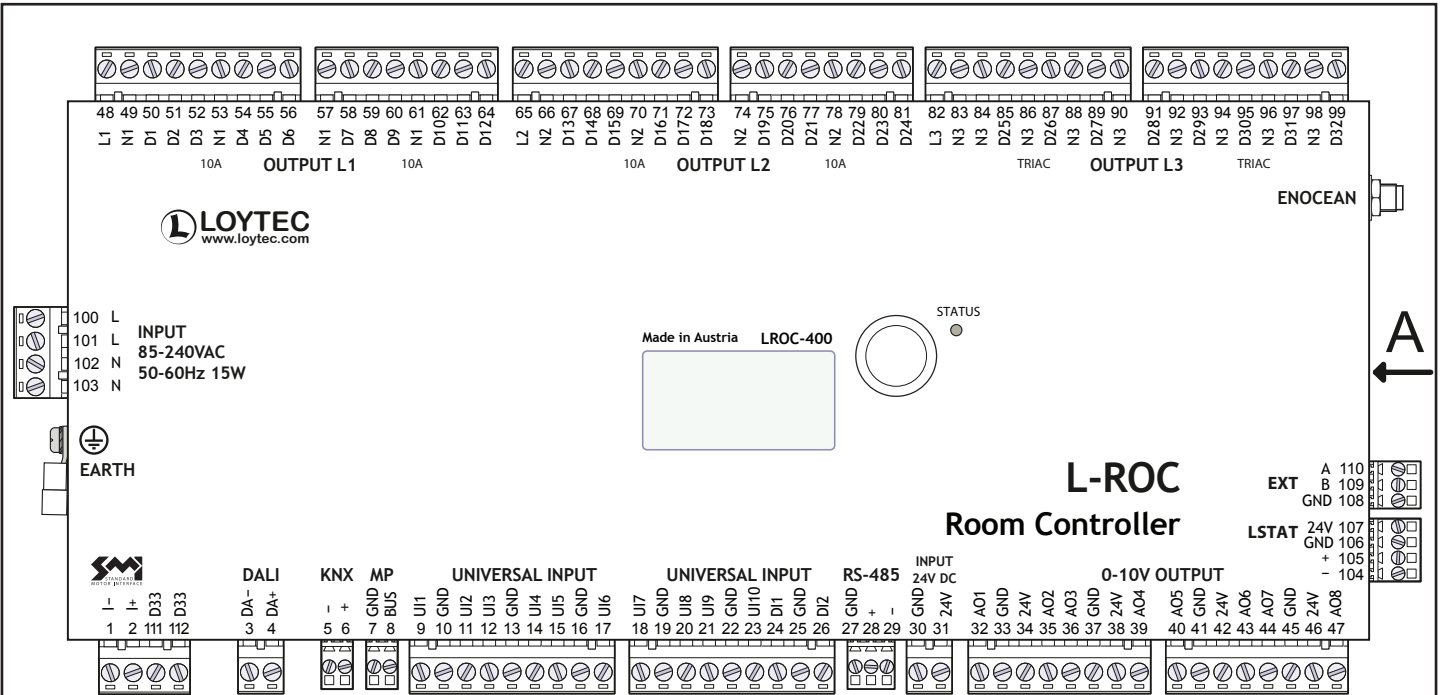 48 49 50 51 52 53 54 55 56 57 58 59 60 61 62 63 64 65 66 67 68 69 70 71 72 73 74 75 76 77 78 79 80 81 82 83 84 85 86 87 88 89 90 91 92 93 94 95 96 97 98 99
L1 N1 D1 D2 D3 N1 D4 D5 D6 N1 D7 D8 D9 N1 D10 D11 D12 L2 N2 D13 D14 D15 N2 D16 D17 D18 N2 D19 D20 D21 N2 D22 D23 D24 L3 N3 N3 D25 N3 D26 N3 D27 N3 D28 N3 D29 N3 D30 N3 D31 N3 D32
10A OUTPUT L1 10A 10A OUTPUT L2 10A TRIAC OUTPUT L3 TRIAC
ENOCEAN
LOYTEC
www.loytec.com
100 L
101 L
102 N
103 N
INPUT
85-240VAC
50-60Hz 15W
EARTH
Made in Austria LROC-400
STATUS
A
L-ROC
Room Controller
EXT
A 110
B 109
GND 108
LSTAT
24V 107
GND 106
+ 105
− 104
SMI
STANDARD
MOTOR INTERFACE
DALI KNX MP UNIVERSAL INPUT UNIVERSAL INPUT RS-485 INPUT 24V DC 0-10V OUTPUT
I- I+ D33 D33 DA- DA+ - + GND BUS UI1 GND UI2 UI3 GND UI4 UI5 GND UI6 UI7 GND UI8 UI9 GND UI10 DI1 GND DI2 GND + - GND 24V AO1 GND 24V AO2 AO3 GND 24V AO4 AO5 GND 24V AO6 AO7 GND 24V AO8
1 2 111 112 3 4 5 6 7 8 9 10 11 12 13 14 15 16 17 18 19 20 21 22 23 24 25 26 27 28 29 30 31 32 33 34 35 36 37 38 39 40 41 42 43 44 45 46 47